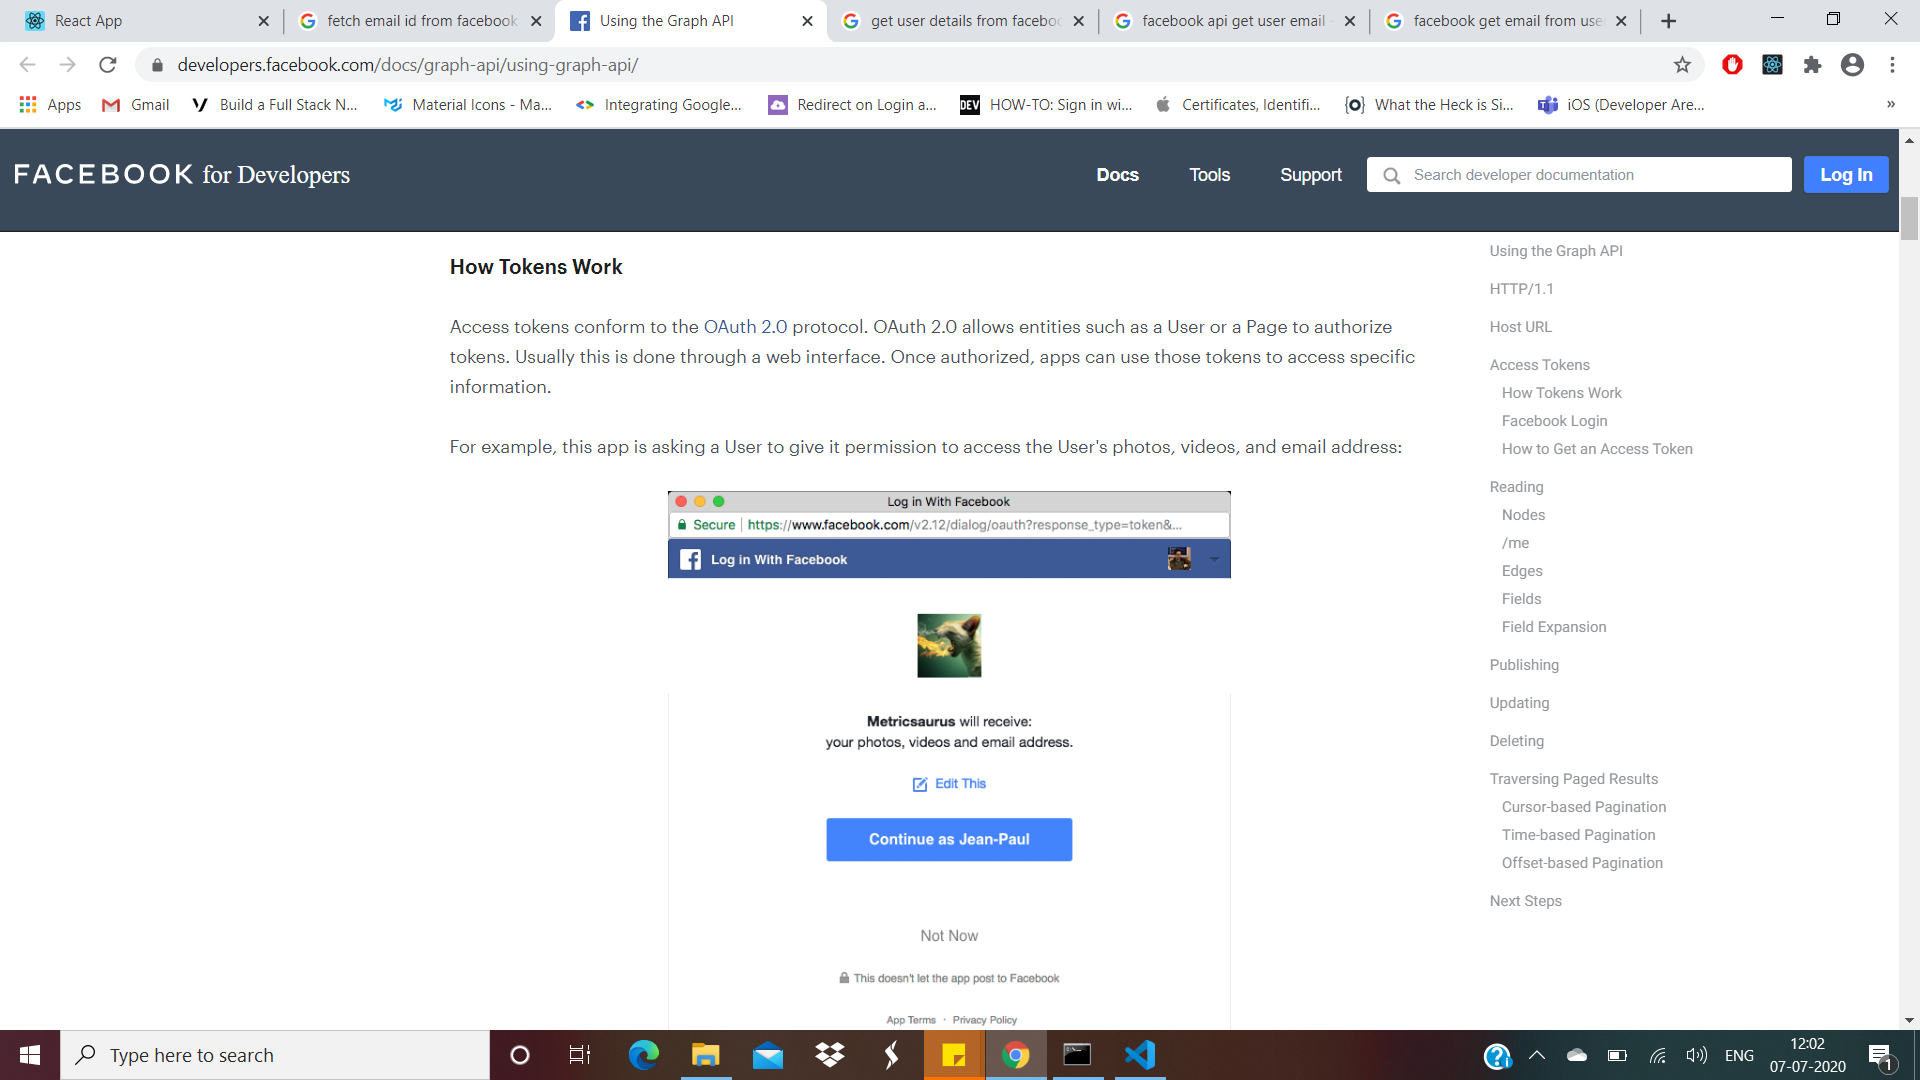 React App
fetch email id from facebook
Using the Graph API
get user details from faceboo
facebook api get user email -
facebook get email from use
developers.facebook.com/docs/graph-api/using-graph-api/
Apps
Gmail
Build a Full Stack N...
Material Icons - Ma...
Integrating Google...
Redirect on Login a...
DEV
HOW-TO: Sign in wi...
Certificates, Identifi...
What the Heck is Si...
iOS (Developer Are...
»
FACEBOOK for Developers
Docs
Tools
Support
Search developer documentation
Log In
How Tokens Work
Access tokens conform to the OAuth 2.0 protocol. OAuth 2.0 allows entities such as a User or a Page to authorize
tokens. Usually this is done through a web interface. Once authorized, apps can use those tokens to access specific
information.
For example, this app is asking a User to give it permission to access the User's photos, videos, and email address:
Log in With Facebook
Secure https://www.facebook.com/v2.12/dialog/oauth?response_type=token&...
Log in With Facebook
Metricsaurus will receive:
your photos, videos and email address.
Edit This
Continue as Jean-Paul
Not Now
This doesn't let the app post to Facebook
App Terms · Privacy Policy
Using the Graph API
HTTP/1.1
Host URL
Access Tokens
How Tokens Work
Facebook Login
How to Get an Access Token
Reading
Nodes
/me
Edges
Fields
Field Expansion
Publishing
Updating
Deleting
Traversing Paged Results
Cursor-based Pagination
Time-based Pagination
Offset-based Pagination
Next Steps
Type here to search
ENG
12:02
07-07-2020
1